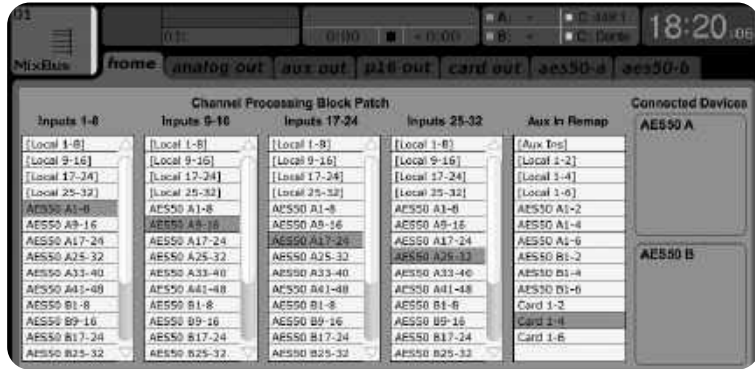 01
0:00
< 0:00
A:
B:
18:20
MixBus
home
analog out
aux out
p16 out
card out
aes50-a
aes50-b
Channel Processing Block Patch
Connected Devices
Inputs 1-8
Inputs 9-16
Inputs 17-24
Inputs 25-32
Aux In Remap
AES50 A
[Local 1-8] [Local 1-8] [Local 1-8] [Local 1-8] [Aux Ins]
[Local 9-16] [Local 9-16] [Local 9-16] [Local 9-16] [Local 1-2]
[Local 17-24] [Local 17-24] [Local 17-24] [Local 17-24] [Local 1-4]
[Local 25-32] [Local 25-32] [Local 25-32] [Local 25-32] [Local 1-6]
AES50 A1-8 AES50 A1-8 AES50 A1-8 AES50 A1-8 AES50 A1-2
AES50 A9-16 AES50 A9-16 AES50 A9-16 AES50 A9-16 AES50 A1-4
AES50 A17-24 AES50 A17-24 AES50 A17-24 AES50 A17-24 AES50 A1-6
AES50 A25-32 AES50 A25-32 AES50 A25-32 AES50 A25-32 AES50 B1-2
AES50 B
AES50 A33-40 AES50 A33-40 AES50 A33-40 AES50 A33-40 AES50 B1-4
AES50 A41-48 AES50 A41-48 AES50 A41-48 AES50 A41-48 AES50 B1-6
AES50 B1-8 AES50 B1-8 AES50 B1-8 AES50 B1-8 Card 1-2
AES50 B9-16 AES50 B9-16 AES50 B9-16 AES50 B9-16 Card 1-4
AES50 B17-24 AES50 B17-24 AES50 B17-24 AES50 B17-24 Card 1-6
AES50 B25-32 AES50 B25-32 AES50 B25-32 AES50 B25-32